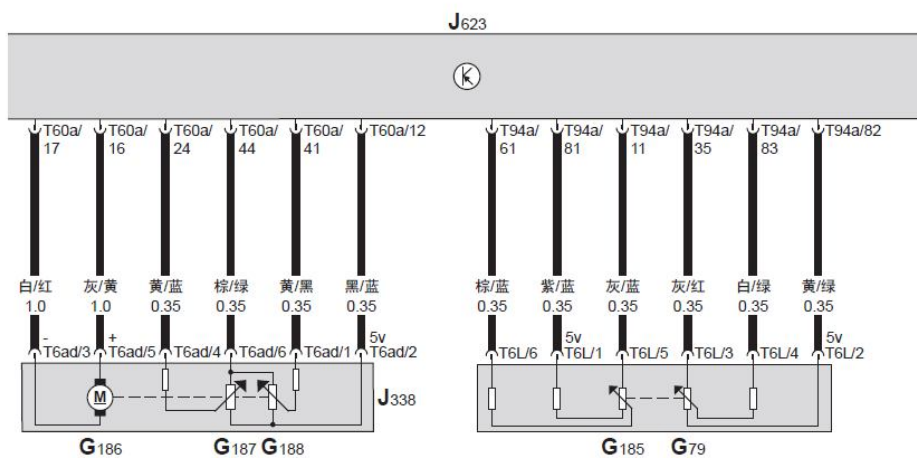 J623
T60a/ T60a/ T60a/ T60a/ T60a/ T60a/12 T94a/ T94a/ T94a/ T94a/ T94a/ T94a/82
17 16 24 44 41 61 81 11 35 83
白/红 灰/黄 黄/蓝 棕/绿 黄/黑 黑/蓝 棕/蓝 紫/蓝 灰/蓝 灰/红 白/绿 黄/绿
1.0 1.0 0.35 0.35 0.35 0.35 0.35 0.35 0.35 0.35 0.35 0.35
- + 5v 5v 5v
T6ad/3 T6ad/5 T6ad/4 T6ad/6 T6ad/1 T6ad/2 T6L/6 T6L/1 T6L/5 T6L/3 T6L/4 T6L/2
M J338
G186 G187 G188 G185 G79